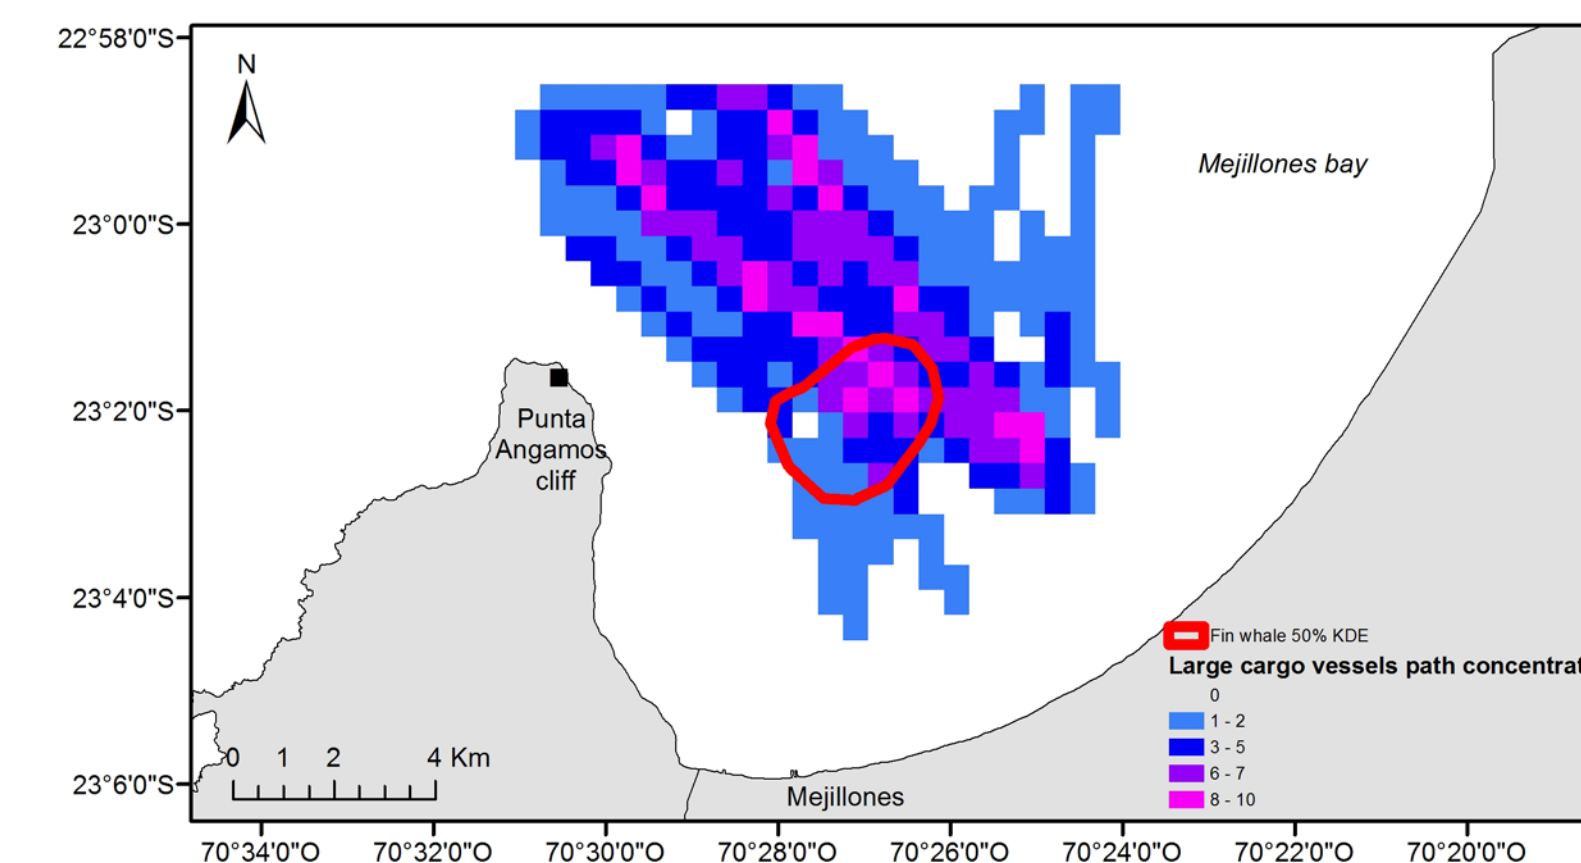 22°58'0"S
N
Mejillones bay
23°0'0"S
23°2'0"S
Punta
Angamos
cliff
23°4'0"S
Fin whale 50% KDE
Large cargo vessels path concentrat
0
1 - 2
3 - 5
6 - 7
8 - 10
0 1 2 4 Km
23°6'0"S
Mejillones
70°34'0"O 70°32'0"O 70°30'0"O 70°28'0"O 70°26'0"O 70°24'0"O 70°22'0"O 70°20'0"O